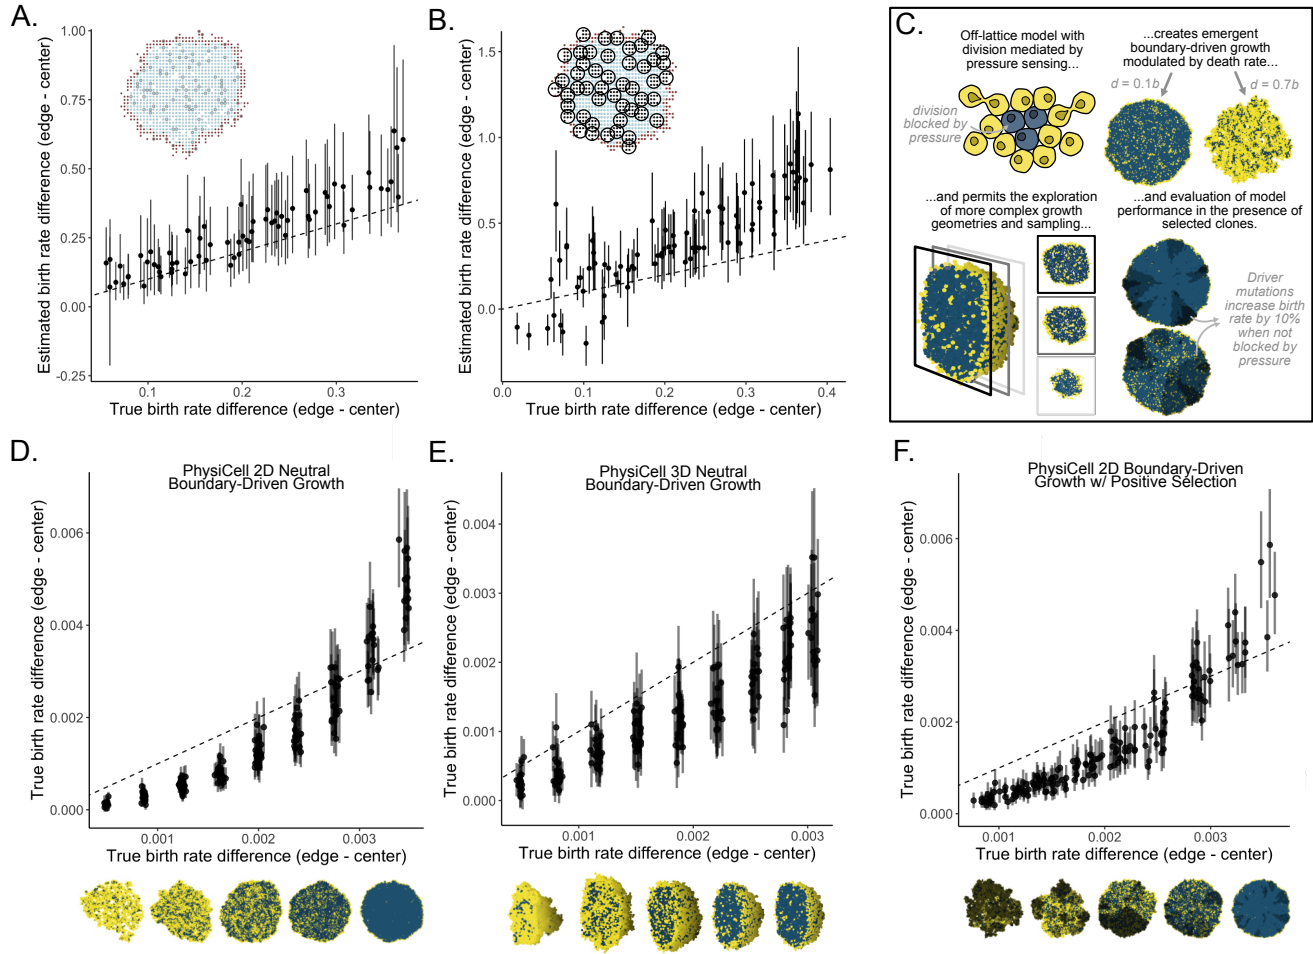 A.
1.00
0.75
0.50
0.25
0.00
-0.25
Estimated birth rate difference (edge - center)
0.1
0.2
0.3
True birth rate difference (edge - center)
B.
1.5
1.0
0.5
0.0
Estimated birth rate difference (edge - center)
0.0
0.1
0.2
0.3
0.4
True birth rate difference (edge - center)
C.
Off-lattice model with
division mediated by
pressure sensing...
...creates emergent
boundary-driven growth
modulated by death rate...
d = 0.1b
d = 0.7b
division
blocked by
pressure
...and permits the exploration
of more complex growth
geometries and sampling...
...and evaluation of model
performance in the presence of
selected clones.
Driver
mutations
increase birth
rate by 10%
when not
blocked by
pressure
D.
PhysiCell 2D Neutral
Boundary-Driven Growth
0.006
0.004
0.002
0.000
True birth rate difference (edge - center)
0.001
0.002
0.003
True birth rate difference (edge - center)
E.
PhysiCell 3D Neutral
Boundary-Driven Growth
0.004
0.003
0.002
0.001
0.000
True birth rate difference (edge - center)
0.001
0.002
0.003
True birth rate difference (edge - center)
F.
PhysiCell 2D Boundary-Driven
Growth w/ Positive Selection
0.006
0.004
0.002
0.000
True birth rate difference (edge - center)
0.001
0.002
0.003
True birth rate difference (edge - center)